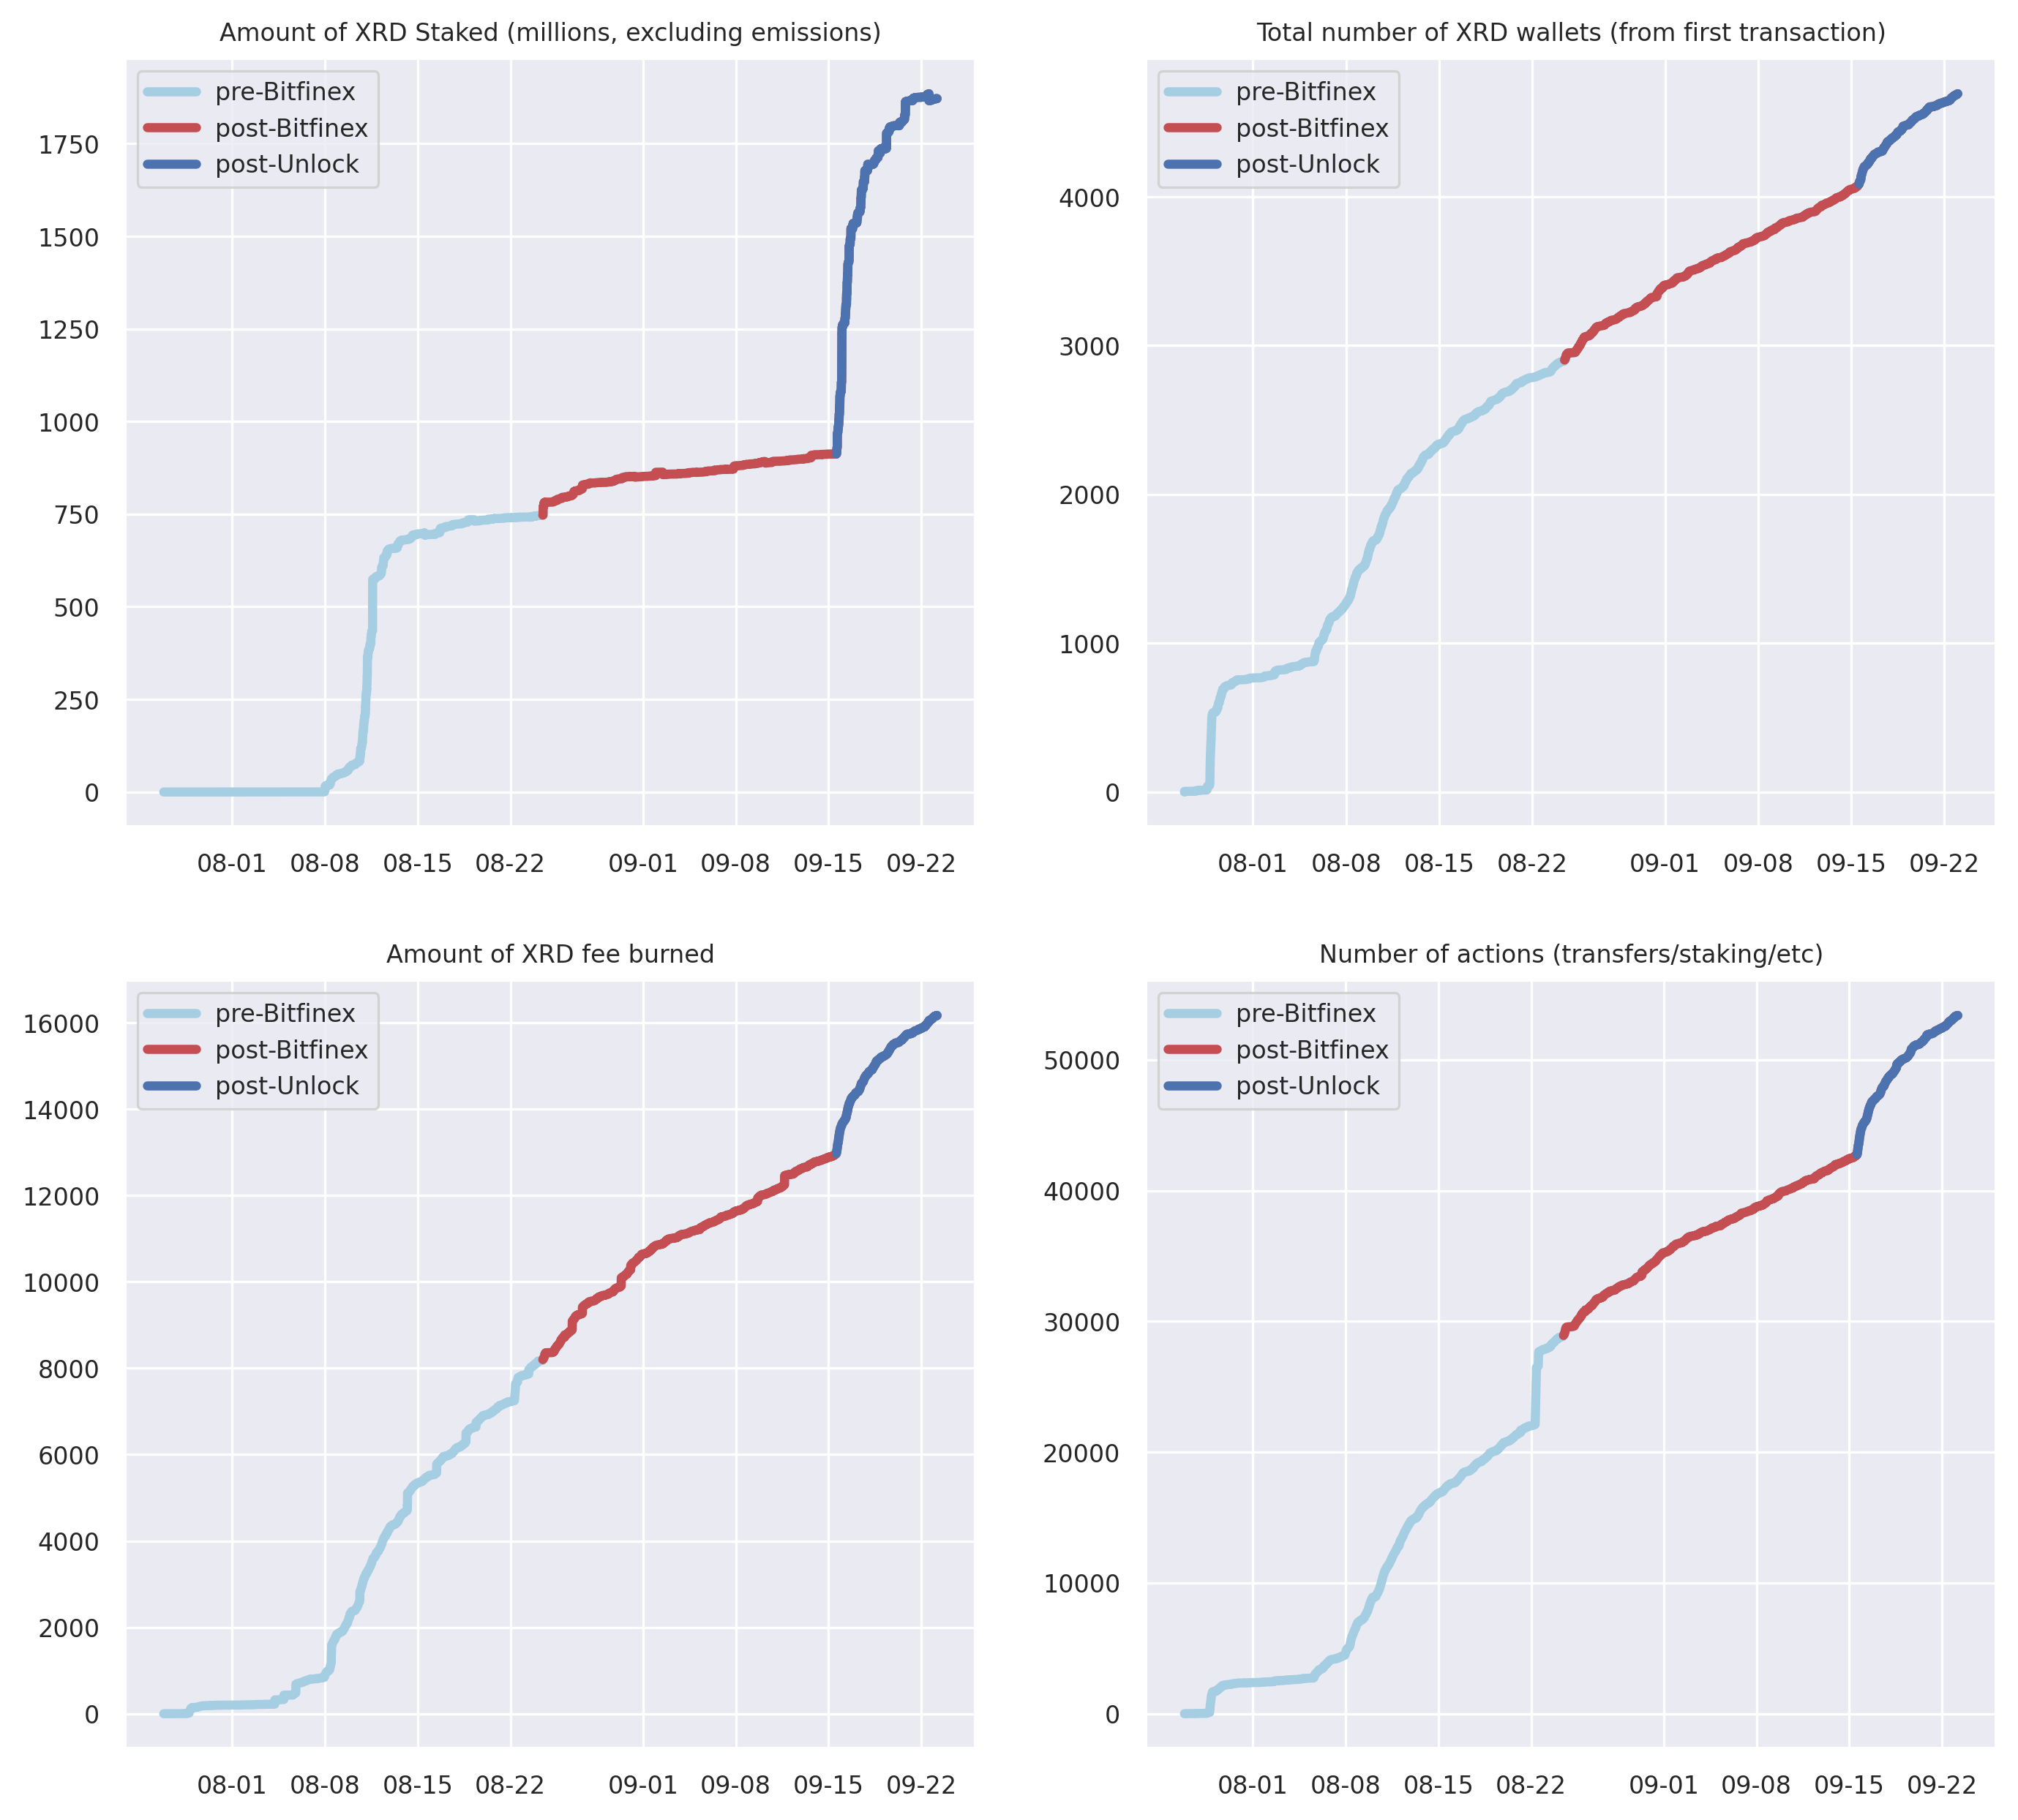 Amount of XRD Staked (millions, excluding emissions)
pre-Bitfinex
post-Bitfinex
post-Unlock
1750
1500
1250
1000
750
500
250
0
08-01 08-08 08-15 08-22 09-01 09-08 09-15 09-22
Total number of XRD wallets (from first transaction)
pre-Bitfinex
post-Bitfinex
post-Unlock
4000
3000
2000
1000
0
08-01 08-08 08-15 08-22 09-01 09-08 09-15 09-22
Amount of XRD fee burned
pre-Bitfinex
post-Bitfinex
post-Unlock
16000
14000
12000
10000
8000
6000
4000
2000
0
08-01 08-08 08-15 08-22 09-01 09-08 09-15 09-22
Number of actions (transfers/staking/etc)
pre-Bitfinex
post-Bitfinex
post-Unlock
50000
40000
30000
20000
10000
0
08-01 08-08 08-15 08-22 09-01 09-08 09-15 09-22